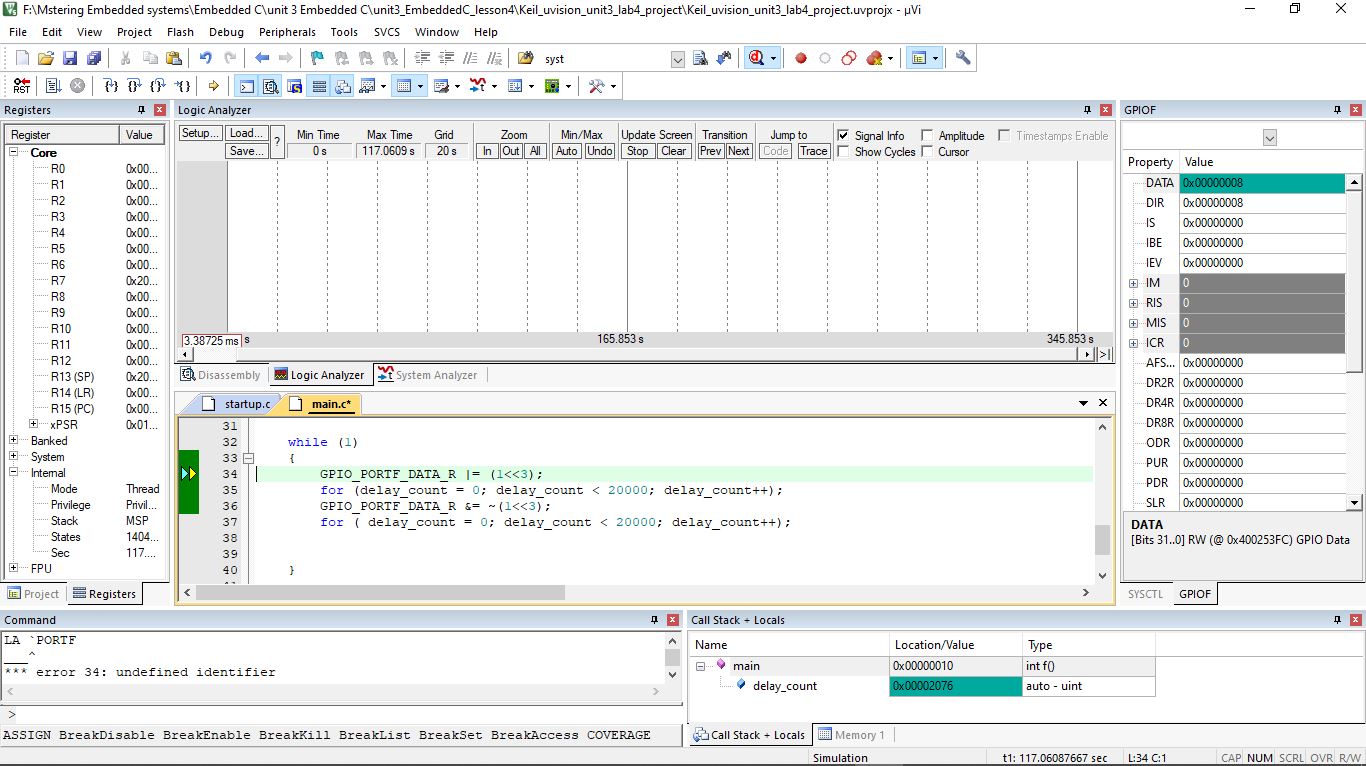 F:\Mstering Embedded systems\Embedded C\unit 3 Embedded C\unit3_EmbeddedC_lesson4\Keil_uvision_unit3_lab4_project\Keil_uvision_unit3_lab4_project.uvprojx - µVi
File Edit View Project Flash Debug Peripherals Tools SVCS Window Help
syst
RST
Registers
Register Value
Core
R0 0x00...
R1 0x00...
R2 0x00...
R3 0x00...
R4 0x00...
R5 0x00...
R6 0x00...
R7 0x20...
R8 0x00...
R9 0x00...
R10 0x00...
R11 0x00...
R12 0x00...
R13 (SP) 0x20...
R14 (LR) 0x00...
R15 (PC) 0x00...
xPSR 0x01...
Banked
System
Internal
Mode Thread
Privilege Privil...
Stack MSP
States 1404...
Sec 117....
FPU
Project Registers
Logic Analyzer
Setup... Load... Save... ?
Min Time Max Time Grid Zoom Min/Max Update Screen Transition Jump to
0 s 117.0609 s 20 s In Out All Auto Undo Stop Clear Prev Next Code Trace
Signal Info Amplitude Timestamps Enable
Show Cycles Cursor
3.38725 ms s 165.853 s 345.853 s
Disassembly Logic Analyzer System Analyzer
startup.c main.c*
31
32 while (1)
33 {
34 GPIO_PORTF_DATA_R |= (1<<3);
35 for (delay_count = 0; delay_count < 20000; delay_count++);
36 GPIO_PORTF_DATA_R &= ~(1<<3);
37 for ( delay_count = 0; delay_count < 20000; delay_count++);
38
39
40 }
GPIOF
Property Value
DATA 0x00000008
DIR 0x00000008
IS 0x00000000
IBE 0x00000000
IEV 0x00000000
IM 0
RIS 0
MIS 0
ICR 0
AFS... 0x00000000
DR2R 0x00000000
DR4R 0x00000000
DR8R 0x00000000
ODR 0x00000000
PUR 0x00000000
PDR 0x00000000
SLR 0x00000000
DATA
[Bits 31..0] RW (@ 0x400253FC) GPIO Data
SYSCTL GPIOF
Command
LA `PORTF
___^
*** error 34: undefined identifier
>
ASSIGN BreakDisable BreakEnable BreakKill BreakList BreakSet BreakAccess COVERAGE
Call Stack + Locals
Name Location/Value Type
main 0x00000010 int f()
delay_count 0x00002076 auto - uint
Call Stack + Locals Memory 1
Simulation t1: 117.06087667 sec L:34 C:1 CAP NUM SCRL OVR R/W